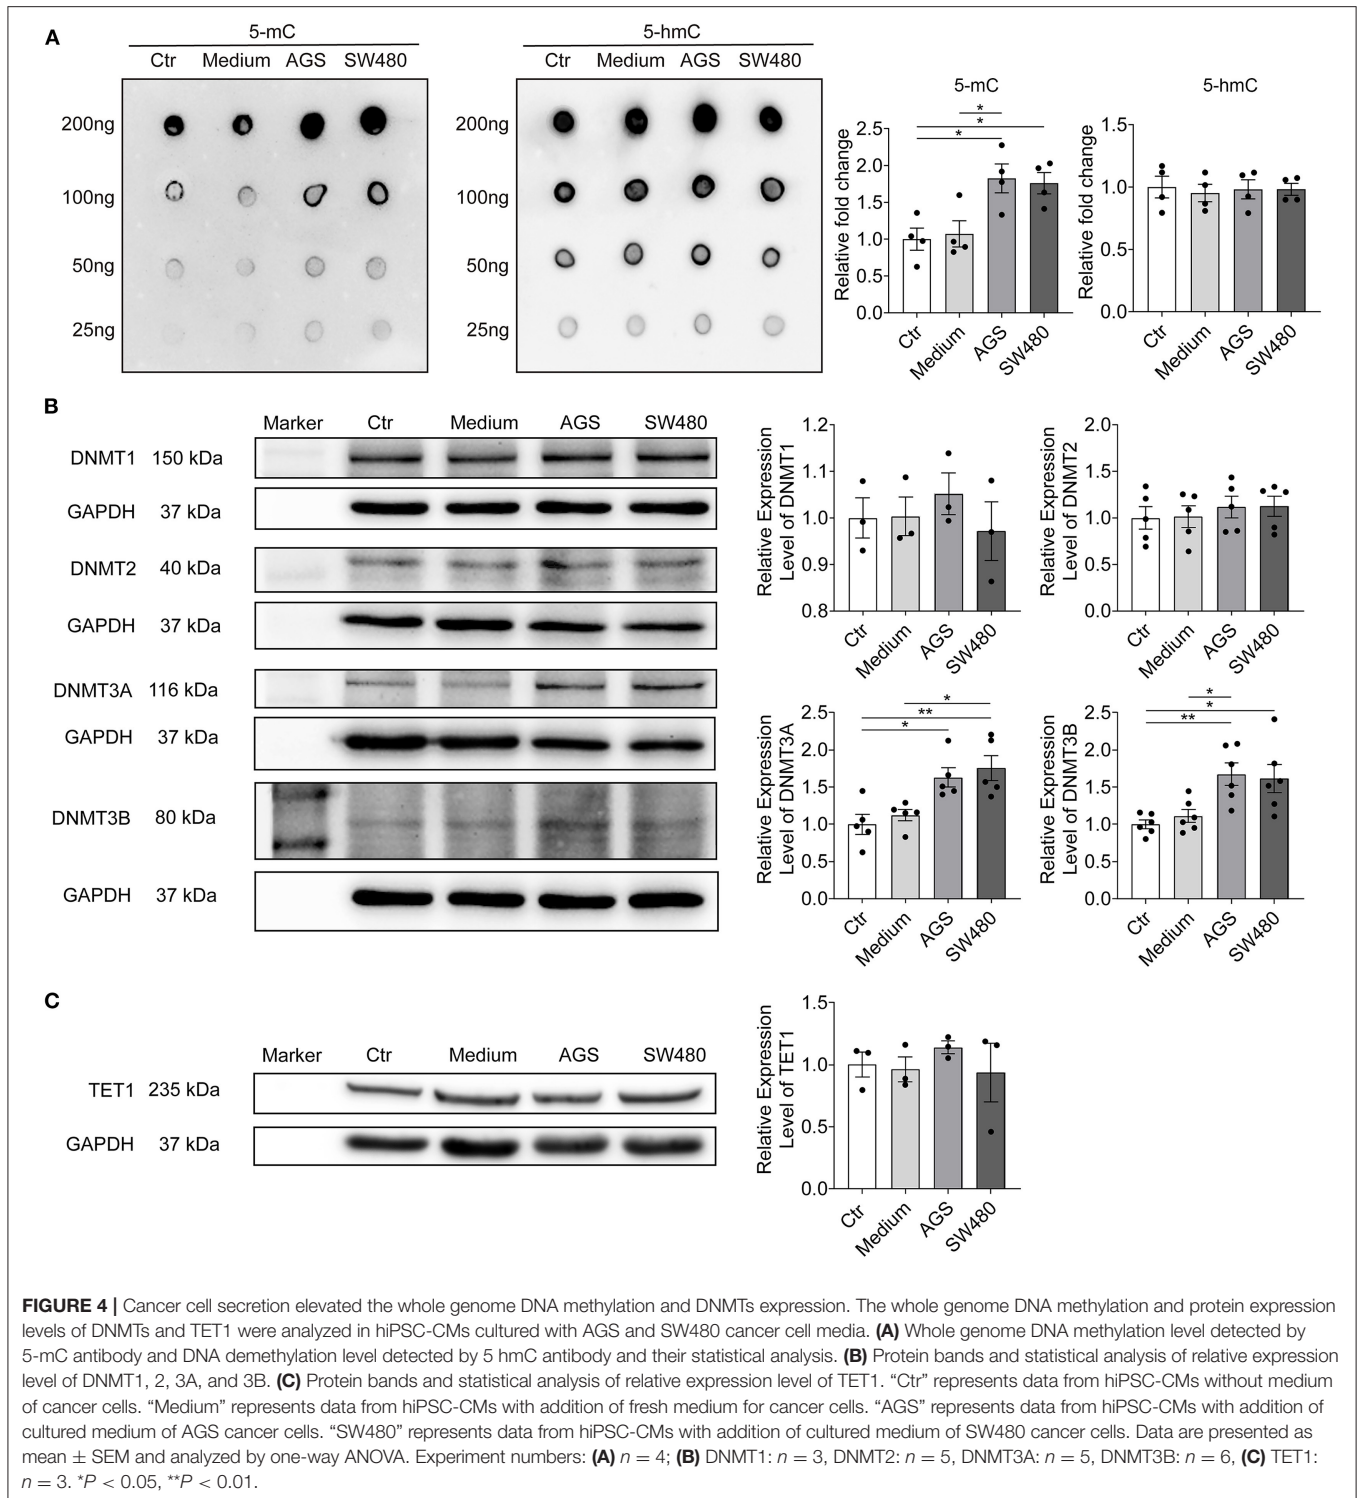 A
5-mC
5-hmC
Ctr Medium AGS SW480
Ctr Medium AGS SW480
200ng
100ng
50ng
25ng
200ng
100ng
50ng
25ng
5-mC
Relative fold change
2.5
2.0
1.5
1.0
0.5
0.0
* 
*
*
Ctr
Medium
AGS
SW480
5-hmC
Relative fold change
1.5
1.0
0.5
0.0
Ctr
Medium
AGS
SW480
B
Marker Ctr Medium AGS SW480
DNMT1 150 kDa
GAPDH 37 kDa
DNMT2 40 kDa
GAPDH 37 kDa
DNMT3A 116 kDa
GAPDH 37 kDa
DNMT3B 80 kDa
GAPDH 37 kDa
Relative Expression
Level of DNMT1
1.2
1.1
1.0
0.9
0.8
Ctr
Medium
AGS
SW480
Relative Expression
Level of DNMT2
2.0
1.5
1.0
0.5
0.0
Ctr
Medium
AGS
SW480
Relative Expression
Level of DNMT3A
2.5
2.0
1.5
1.0
0.5
0.0
*
**
*
Ctr
Medium
AGS
SW480
Relative Expression
Level of DNMT3B
2.5
2.0
1.5
1.0
0.5
0.0
*
*
**
Ctr
Medium
AGS
SW480
C
Marker Ctr Medium AGS SW480
TET1 235 kDa
GAPDH 37 kDa
Relative Expression
Level of TET1
1.5
1.0
0.5
0.0
Ctr
Medium
AGS
SW480
FIGURE 4 | Cancer cell secretion elevated the whole genome DNA methylation and DNMTs expression. The whole genome DNA methylation and protein expression
levels of DNMTs and TET1 were analyzed in hiPSC-CMs cultured with AGS and SW480 cancer cell media. (A) Whole genome DNA methylation level detected by
5-mC antibody and DNA demethylation level detected by 5 hmC antibody and their statistical analysis. (B) Protein bands and statistical analysis of relative expression
level of DNMT1, 2, 3A, and 3B. (C) Protein bands and statistical analysis of relative expression level of TET1. “Ctr” represents data from hiPSC-CMs without medium
of cancer cells. “Medium” represents data from hiPSC-CMs with addition of fresh medium for cancer cells. “AGS” represents data from hiPSC-CMs with addition of
cultured medium of AGS cancer cells. “SW480” represents data from hiPSC-CMs with addition of cultured medium of SW480 cancer cells. Data are presented as
mean ± SEM and analyzed by one-way ANOVA. Experiment numbers: (A) n = 4; (B) DNMT1: n = 3, DNMT2: n = 5, DNMT3A: n = 5, DNMT3B: n = 6, (C) TET1:
n = 3. *P < 0.05, **P < 0.01.